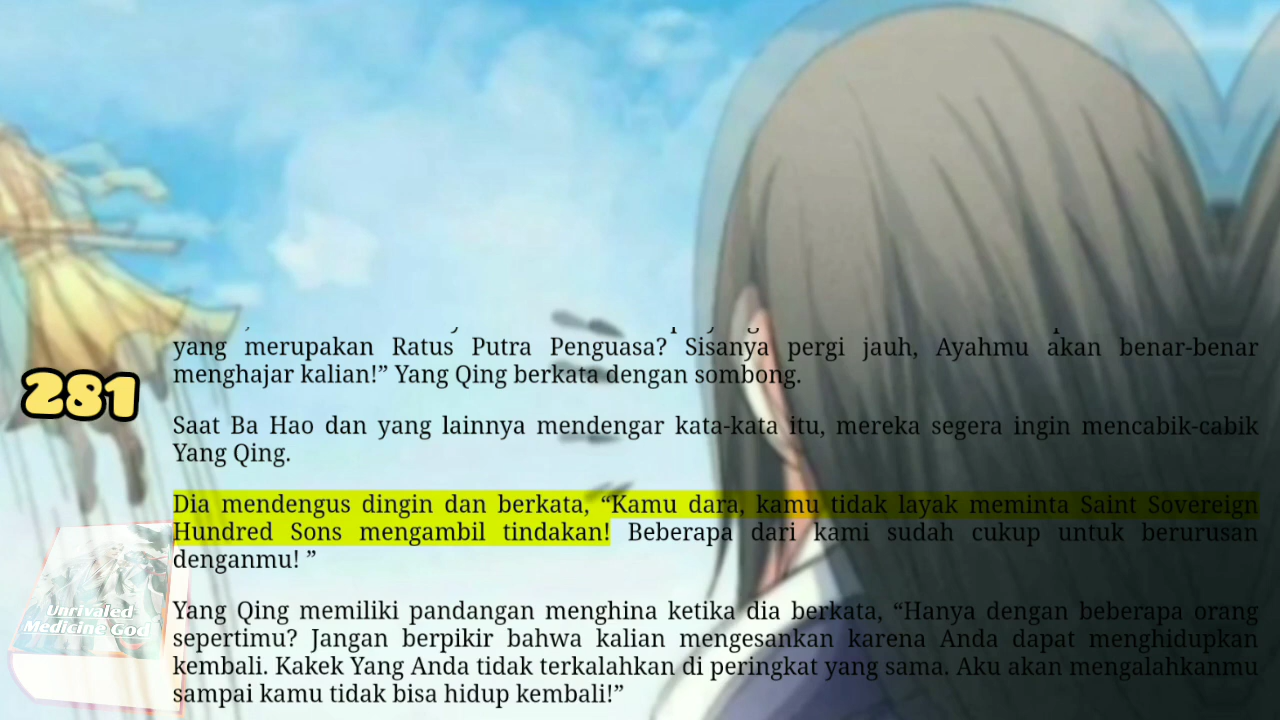 yang merupakan Ratus Putra Penguasa? Sisanya pergi jauh, Ayahmu akan benar-benar
menghajar kalian!” Yang Qing berkata dengan sombong.
281
Saat Ba Hao dan yang lainnya mendengar kata-kata itu, mereka segera ingin mencabik-cabik
Yang Qing.
Dia mendengus dingin dan berkata, “Kamu dara, kamu tidak layak meminta Saint Sovereign
Hundred Sons mengambil tindakan! Beberapa dari kami sudah cukup untuk berurusan
denganmu! ”
Unrivaled
Medicine God
Yang Qing memiliki pandangan menghina ketika dia berkata, “Hanya dengan beberapa orang
sepertimu? Jangan berpikir bahwa kalian mengesankan karena Anda dapat menghidupkan
kembali. Kakek Yang Anda tidak terkalahkan di peringkat yang sama. Aku akan mengalahkanmu
sampai kamu tidak bisa hidup kembali!”